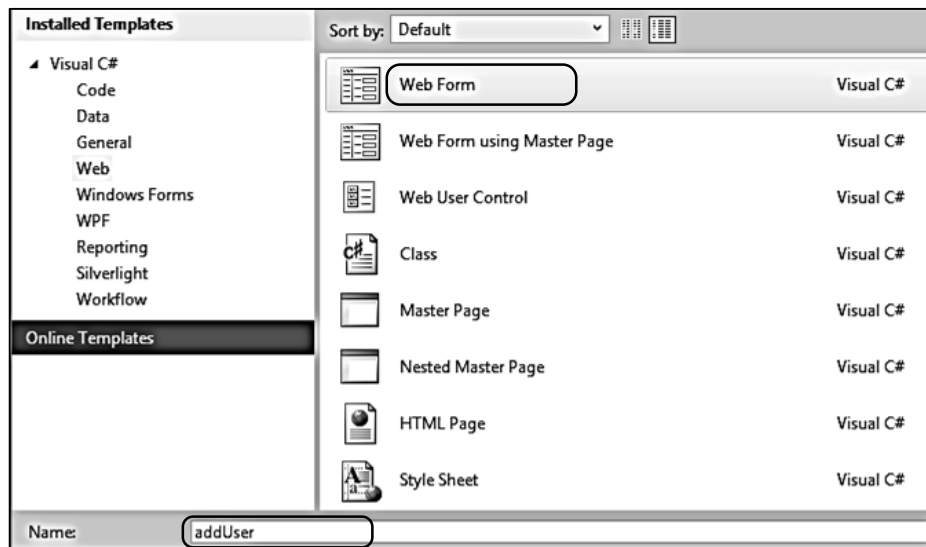 Installed Templates
Visual C#
Code
Data
General
Web
Windows Forms
WPF
Reporting
Silverlight
Workflow
Online Templates
Sort by: Default
Web Form Visual C#
Web Form using Master Page Visual C#
Web User Control Visual C#
C# Class Visual C#
Master Page Visual C#
Nested Master Page Visual C#
HTML Page Visual C#
Style Sheet Visual C#
Name: addUser